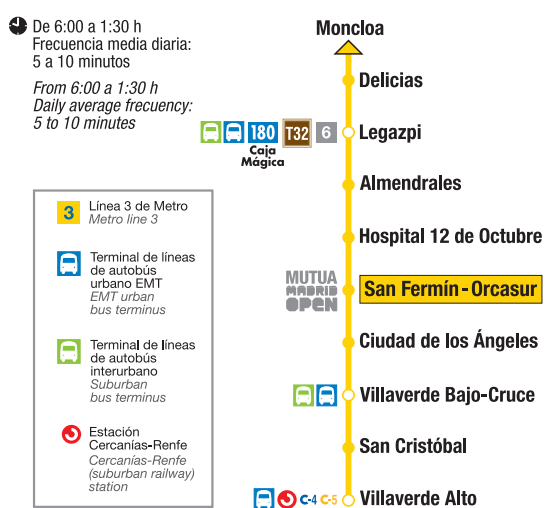 De 6:00 a 1:30 h
Frecuencia media diaria:
5 a 10 minutos
From 6:00 a 1:30 h
Daily average frecuency:
5 to 10 minutes
Moncloa
Delicias
180 T32 6 Legazpi
Caja
Mágica
Almendrales
Hospital 12 de Octubre
MUTUA
MADRID
OPEN
San Fermín-Orcasur
Ciudad de los Ángeles
Villaverde Bajo-Cruce
San Cristóbal
C-4 C-5 Villaverde Alto
3 Línea 3 de Metro
Metro line 3
Terminal de líneas
de autobús
urbano EMT
EMT urban
bus terminus
Terminal de líneas
de autobús
interurbano
Suburban
bus terminus
Estación
Cercanías-Renfe
Cercanías-Renfe
(suburban railway)
station